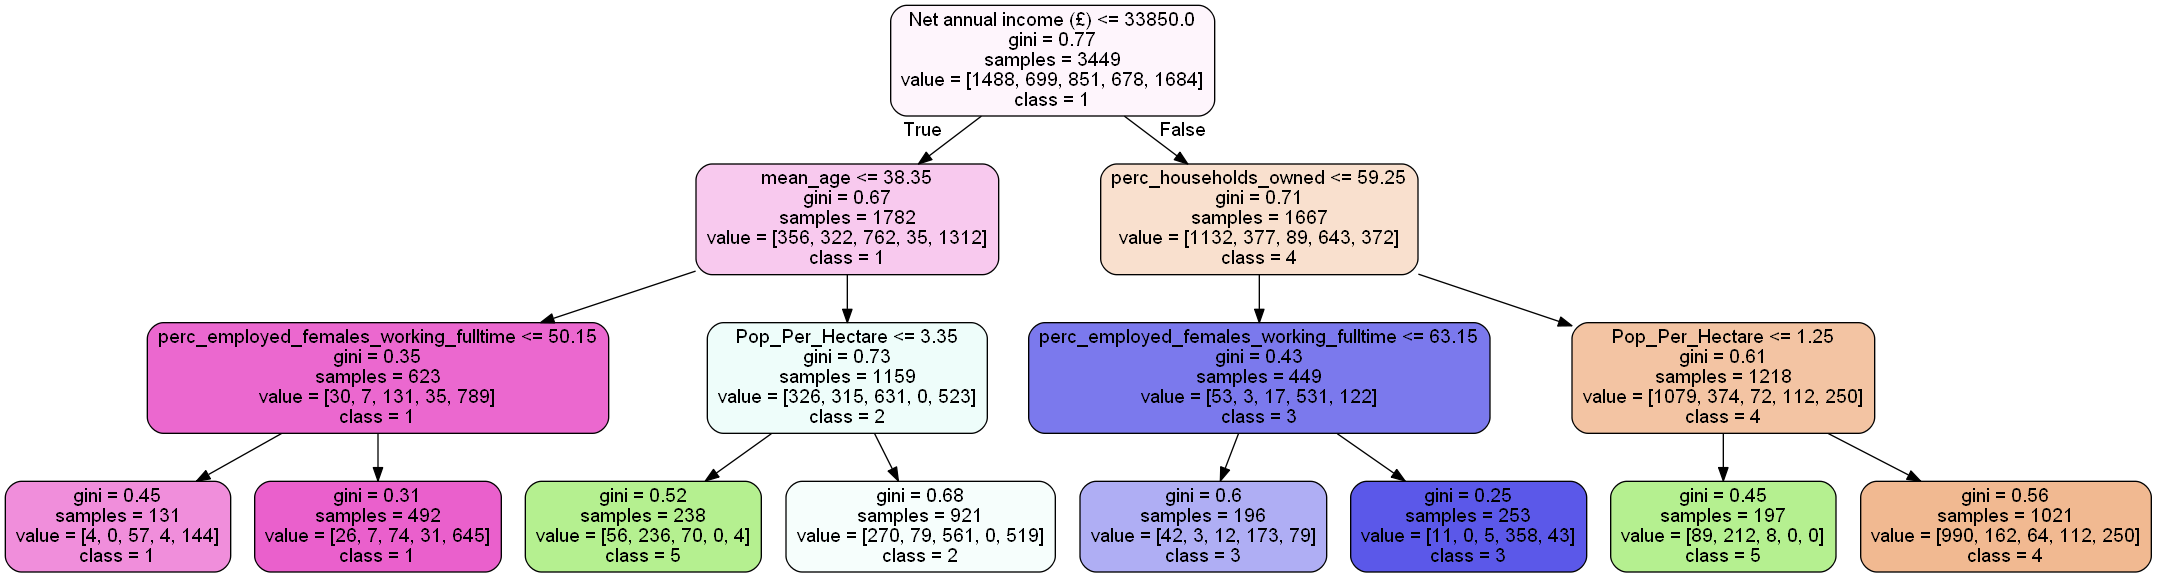 Net annual income (£) <= 33850.0
gini = 0.77
samples = 3449
value = [1488, 699, 851, 678, 1684]
class = 1
True
False
mean_age <= 38.35
gini = 0.67
samples = 1782
value = [356, 322, 762, 35, 1312]
class = 1
perc_households_owned <= 59.25
gini = 0.71
samples = 1667
value = [1132, 377, 89, 643, 372]
class = 4
perc_employed_females_working_fulltime <= 50.15
gini = 0.35
samples = 623
value = [30, 7, 131, 35, 789]
class = 1
Pop_Per_Hectare <= 3.35
gini = 0.73
samples = 1159
value = [326, 315, 631, 0, 523]
class = 2
perc_employed_females_working_fulltime <= 63.15
gini = 0.43
samples = 449
value = [53, 3, 17, 531, 122]
class = 3
Pop_Per_Hectare <= 1.25
gini = 0.61
samples = 1218
value = [1079, 374, 72, 112, 250]
class = 4
gini = 0.45
samples = 131
value = [4, 0, 57, 4, 144]
class = 1
gini = 0.31
samples = 492
value = [26, 7, 74, 31, 645]
class = 1
gini = 0.52
samples = 238
value = [56, 236, 70, 0, 4]
class = 5
gini = 0.68
samples = 921
value = [270, 79, 561, 0, 519]
class = 2
gini = 0.6
samples = 196
value = [42, 3, 12, 173, 79]
class = 3
gini = 0.25
samples = 253
value = [11, 0, 5, 358, 43]
class = 3
gini = 0.45
samples = 197
value = [89, 212, 8, 0, 0]
class = 5
gini = 0.56
samples = 1021
value = [990, 162, 64, 112, 250]
class = 4